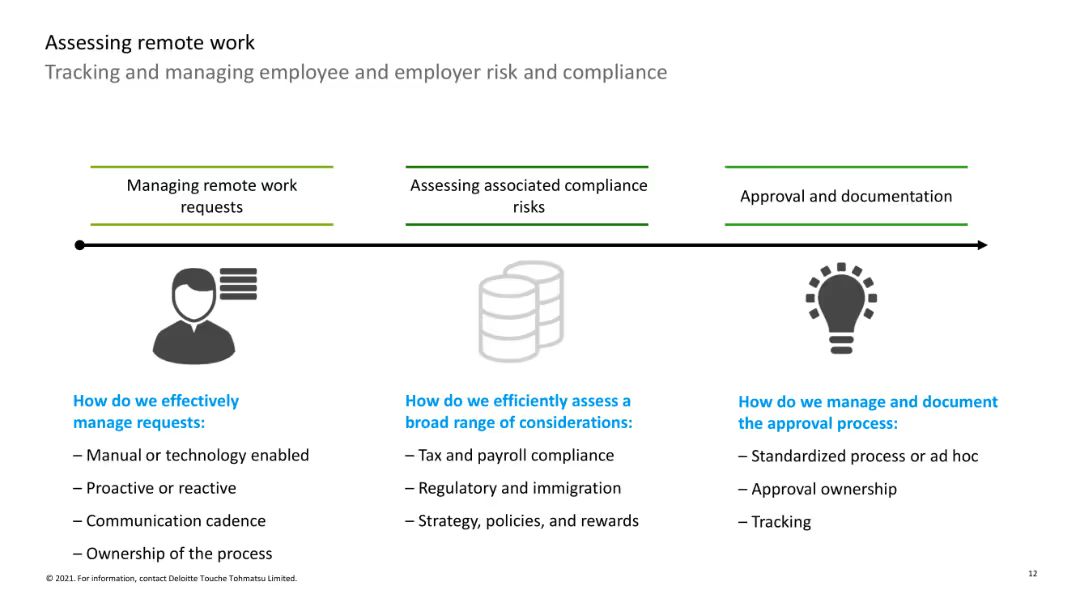 Assessing remote work
Tracking and managing employee and employer risk and compliance
Managing remote work
requests
Assessing associated compliance
risks
Approval and documentation
How do we effectively
manage requests:
– Manual or technology enabled
– Proactive or reactive
– Communication cadence
– Ownership of the process
How do we efficiently assess a
broad range of considerations:
– Tax and payroll compliance
– Regulatory and immigration
– Strategy, policies, and rewards
How do we manage and document
the approval process:
– Standardized process or ad hoc
– Approval ownership
– Tracking
© 2021. For information, contact Deloitte Touche Tohmatsu Limited.
12